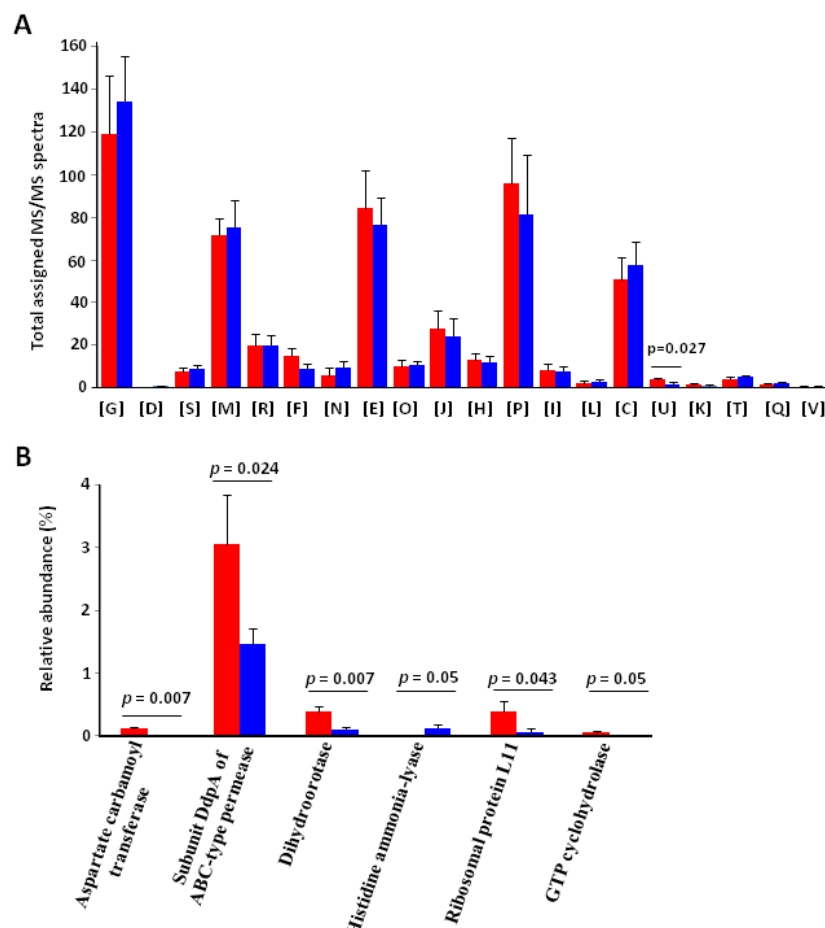 A
160
140
120
100
80
60
40
20
0
Total assigned MS/MS spectra
p=0.027
[G] [D] [S] [M] [R] [F] [N] [E] [O] [J] [H] [P] [I] [L] [C] [U] [K] [T] [Q] [V]
B
4
3
2
1
0
Relative abundance (%)
p = 0.007
p = 0.024
p = 0.007
p = 0.05
p = 0.043
p = 0.05
Aspartate carbamoyl
transferase
Subunit DdpA of
ABC-type permease
Dihydroorotase
Histidine ammonia-lyase
Ribosomal protein L11
GTP cyclohydrolase